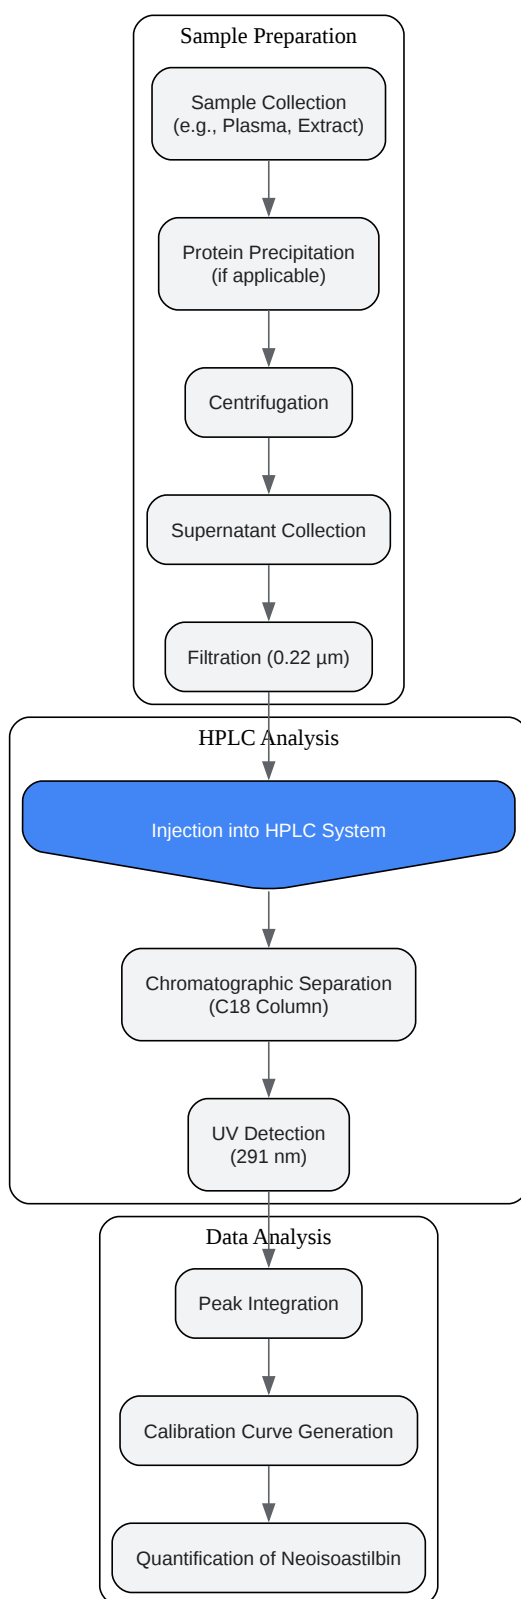 Sample Preparation
Sample Collection
(e.g., Plasma, Extract)
Protein Precipitation
(if applicable)
Centrifugation
Supernatant Collection
Filtration (0.22 µm)
HPLC Analysis
Injection into HPLC System
Chromatographic Separation
(C18 Column)
UV Detection
(291 nm)
Data Analysis
Peak Integration
Calibration Curve Generation
Quantification of Neoisoastilbin